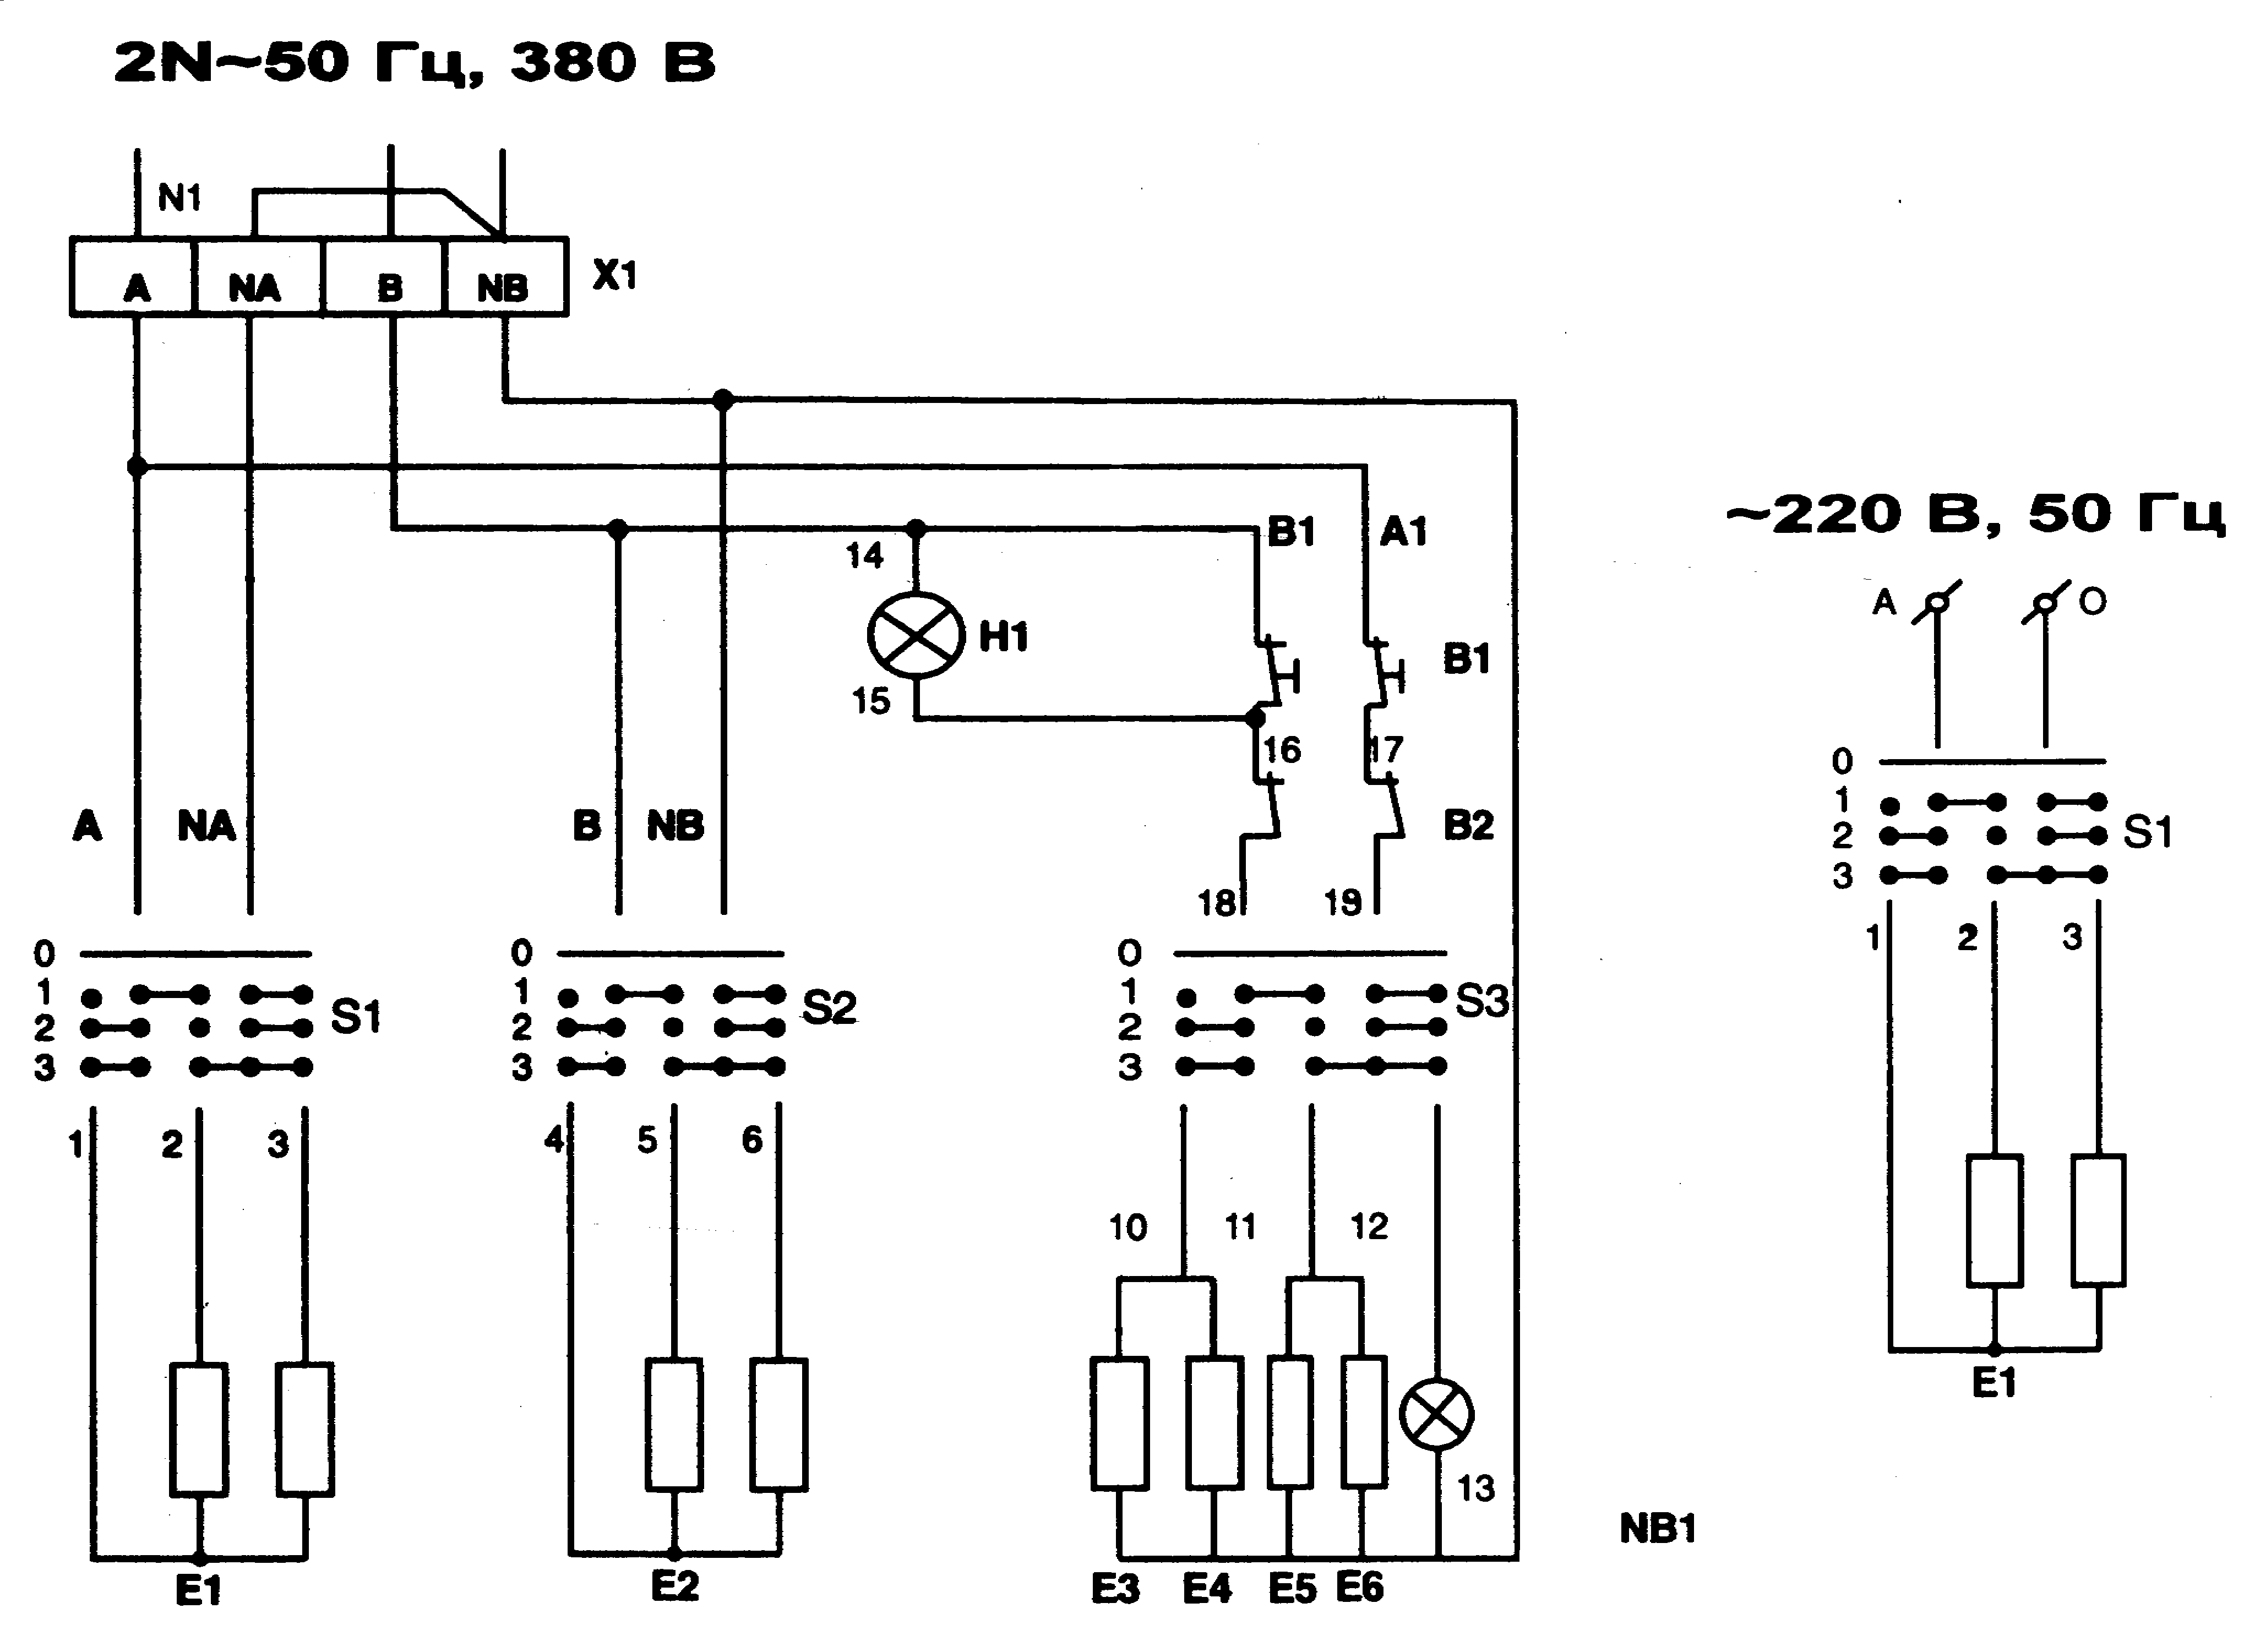 2N~50 Гц, 380 В
N1
A NA B NB X1
~220 В, 50 Гц
14 B1 A1
A O
H1 B1
15
16 17
0
1
2 S1
3
A NA B NB B2
18 19
1 2 3
0 0 0
1 S1 1 S2 1 S3
2 2 2
3 3 3
1 2 3 4 5 6
10 11 12
E1
13
NB1
E1 E2 E3 E4 E5 E6